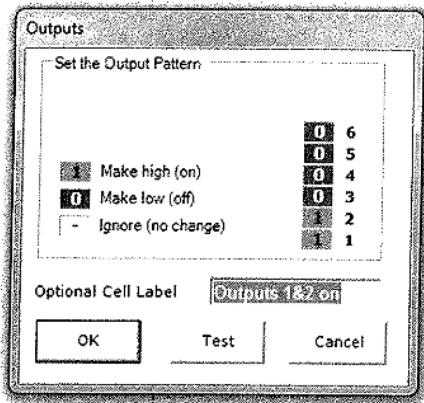 Outputs
Set the Output Pattern
0 6
0 5
1 Make high (on) 0 4
0 Make low (off) 0 3
- Ignore (no change) 1 2
1 1
Optional Cell Label Outputs 1&2 on
OK Test Cancel